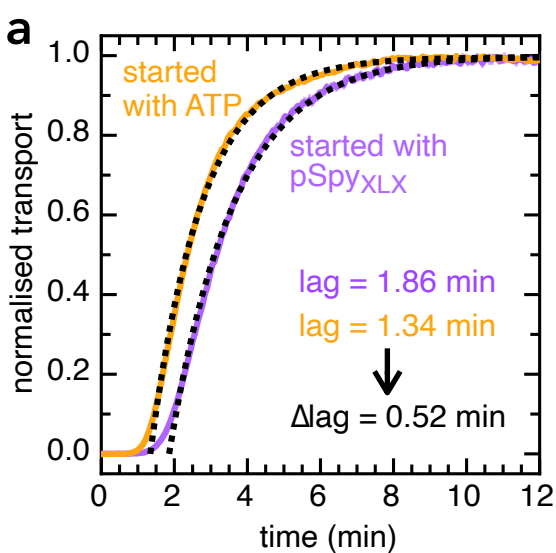 a
started
with ATP
started with
pSpyXLX
lag = 1.86 min
lag = 1.34 min
Δlag = 0.52 min
normalised transport
1.0
0.8
0.6
0.4
0.2
0.0
0 2 4 6 8 10 12
time (min)